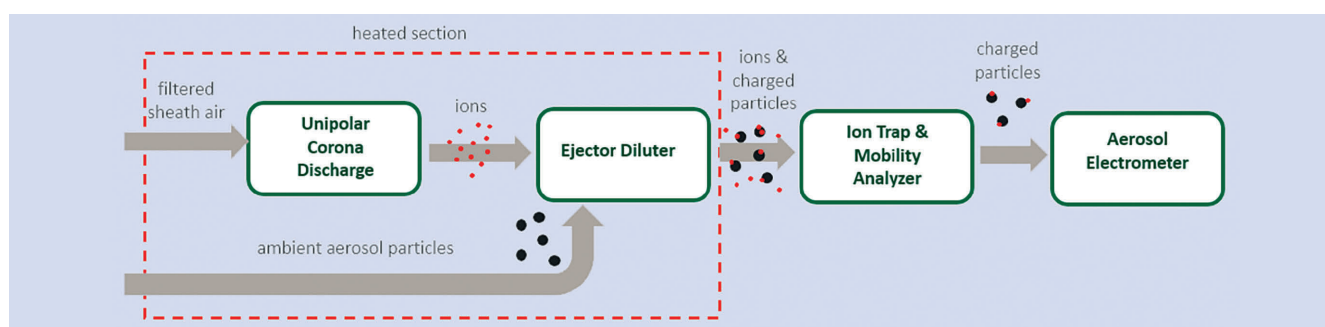 heated section
filtered
sheath air
Unipolar
Corona
Discharge
ions
Ejector Diluter
ions &
charged
particles
Ion Trap &
Mobility
Analyzer
charged
particles
Aerosol
Electrometer
ambient aerosol particles